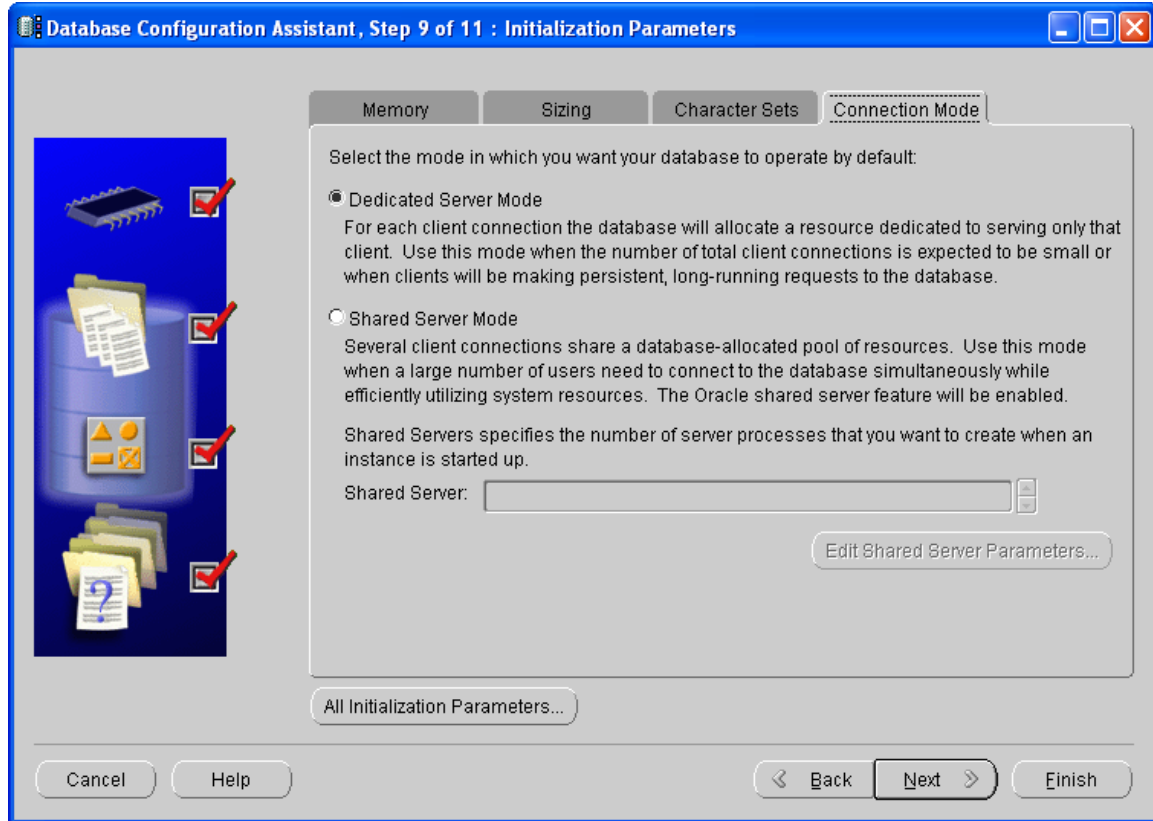 Database Configuration Assistant, Step 9 of 11 : Initialization Parameters
Memory
Sizing
Character Sets
Connection Mode
Select the mode in which you want your database to operate by default:
Dedicated Server Mode
For each client connection the database will allocate a resource dedicated to serving only that
client. Use this mode when the number of total client connections is expected to be small or
when clients will be making persistent, long-running requests to the database.
Shared Server Mode
Several client connections share a database-allocated pool of resources. Use this mode
when a large number of users need to connect to the database simultaneously while
efficiently utilizing system resources. The Oracle shared server feature will be enabled.
Shared Servers specifies the number of server processes that you want to create when an
instance is started up.
Shared Server:
Edit Shared Server Parameters...
?
All Initialization Parameters...
Cancel
Help
Back
Next
Finish